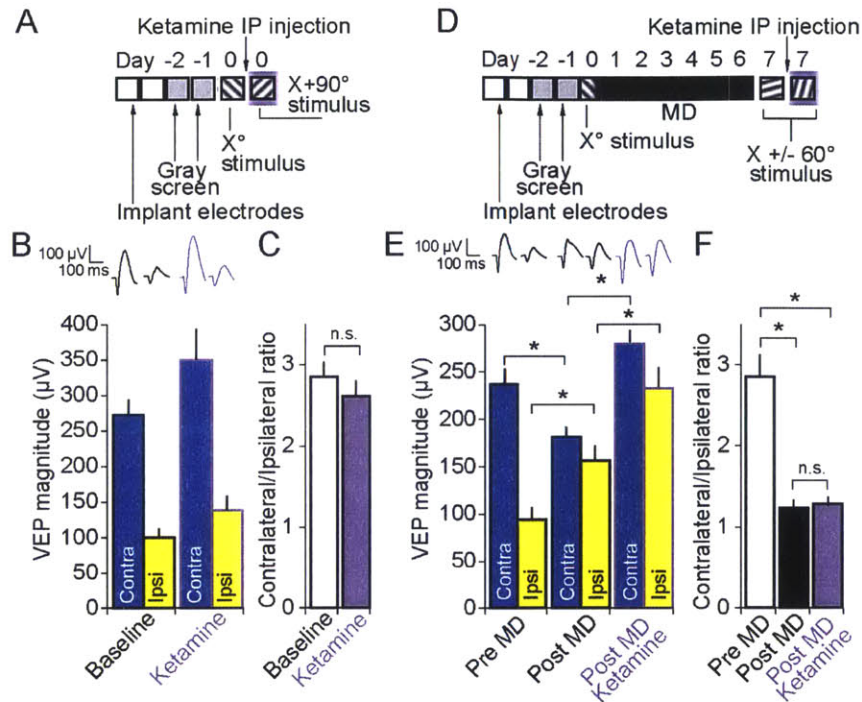 A
Ketamine IP injection
Day -2 -1 0 0
X+90°
stimulus
X°
stimulus
Gray
screen
Implant electrodes
D
Ketamine IP injection
Day -2 -1 0 1 2 3 4 5 6 7 7
MD
X° stimulus
X +/- 60°
stimulus
Gray
screen
Implant electrodes
B
100 µV
100 ms
VEP magnitude (µV)
400
350
300
250
200
150
100
50
0
Contra
Ipsi
Contra
Ipsi
Baseline
Ketamine
C
Contralateral/Ipsilateral ratio
3
2
1
0
n.s.
Baseline
Ketamine
E
100 µV
100 ms
VEP magnitude (µV)
300
250
200
150
100
50
0
*
*
*
*
Contra
Ipsi
Contra
Ipsi
Contra
Ipsi
Pre MD
Post MD
Post MD
Ketamine
F
Contralateral/Ipsilateral ratio
3
2
1
0
*
*
n.s.
Pre MD
Post MD
Post MD
Ketamine